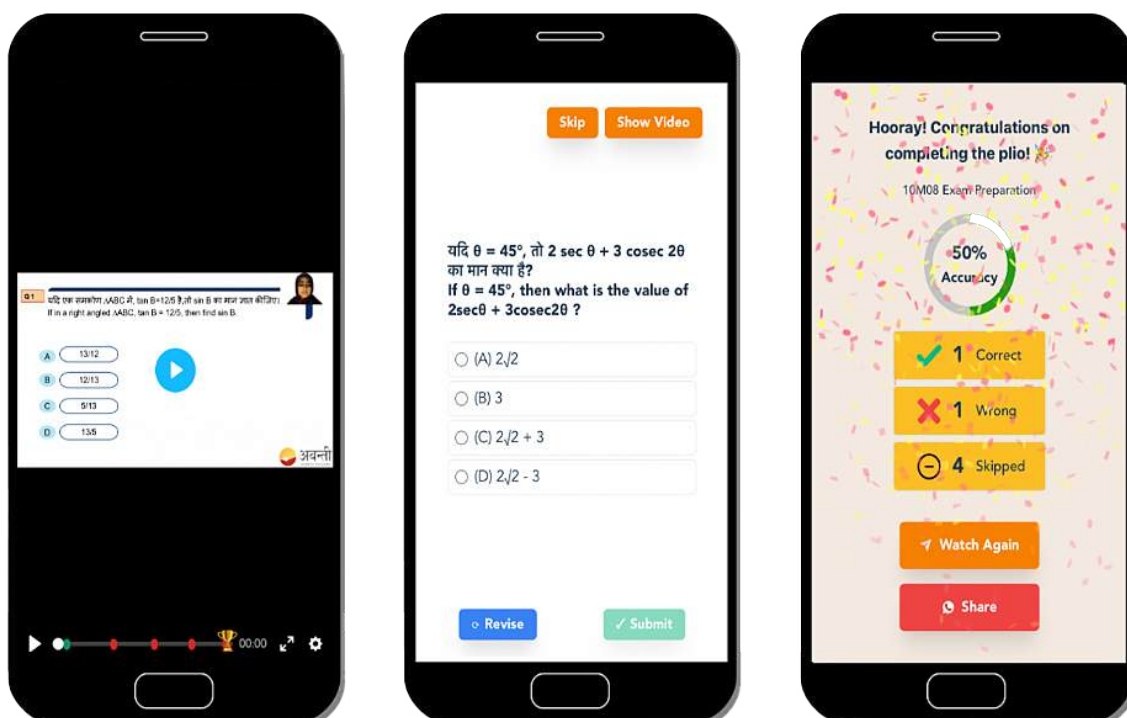 Q1
यदि एक समकोण ΔABC में, tan B=12/5 है,तो sin B का मान ज्ञात कीजिए।
If in a right angled ΔABC, tan B = 12/5, then find sin B.
A 13/12
B 12/13
C 5/13
D 13/5
अवन्ती
00:00
Skip
Show Video
यदि θ = 45°, तो 2 sec θ + 3 cosec 2θ
का मान क्या है?
If θ = 45°, then what is the value of
2secθ + 3cosec2θ ?
(A) 2√2
(B) 3
(C) 2√2 + 3
(D) 2√2 - 3
Revise
✓ Submit
Hooray! Congratulations on
completing the plio! 🎉
10M08 Exam Preparation
50%
Accuracy
1 Correct
1 Wrong
4 Skipped
Watch Again
Share